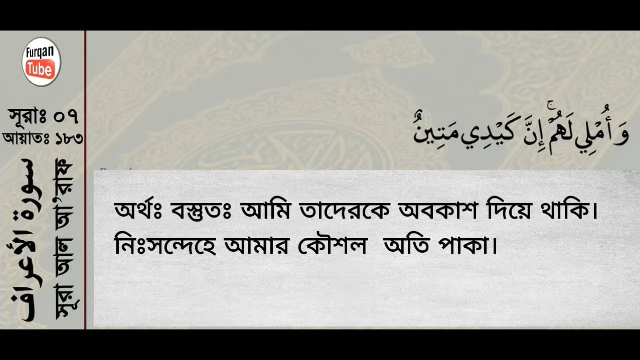 Furqan
Tube
সূরাঃ ০৭
আয়াতঃ ১৮৩
سورة الأعراف
সূরা আল আ'রাফ
وَأُمْلِي لَهُمْ ۚ إِنَّ كَيْدِي مَتِينٌ
অর্থঃ বস্তুতঃ আমি তাদেরকে অবকাশ দিয়ে থাকি।
নিঃসন্দেহে আমার কৌশল অতি পাকা।